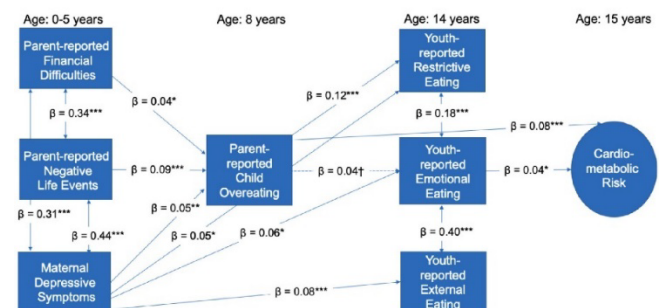 Age: 0-5 years
Age: 8 years
Age: 14 years
Age: 15 years
Parent-reported
Financial
Difficulties
Youth-
reported
Restrictive
Eating
β = 0.04*
β = 0.12***
β = 0.34***
β = 0.18***
β = 0.08***
Parent-reported
Negative
Life Events
β = 0.09***
Parent-
reported
Child
Overeating
β = 0.04†
Youth-
reported
Emotional
Eating
β = 0.04*
Cardio-
metabolic
Risk
β = 0.31***
β = 0.44***
β = 0.05**
β = 0.05*
β = 0.06*
β = 0.40***
Maternal
Depressive
Symptoms
β = 0.08***
Youth-
reported
External
Eating